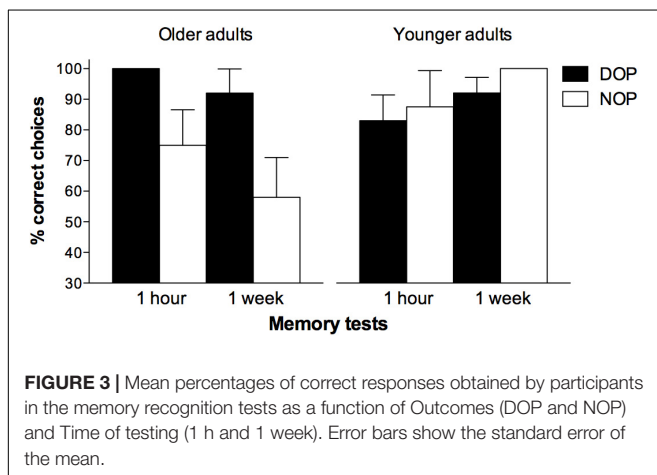 Older adults Younger adults
DOP
NOP
% correct choices
100
90
80
70
60
50
40
30
1 hour 1 week 1 hour 1 week
Memory tests
FIGURE 3 | Mean percentages of correct responses obtained by participants
in the memory recognition tests as a function of Outcomes (DOP and NOP)
and Time of testing (1 h and 1 week). Error bars show the standard error of
the mean.